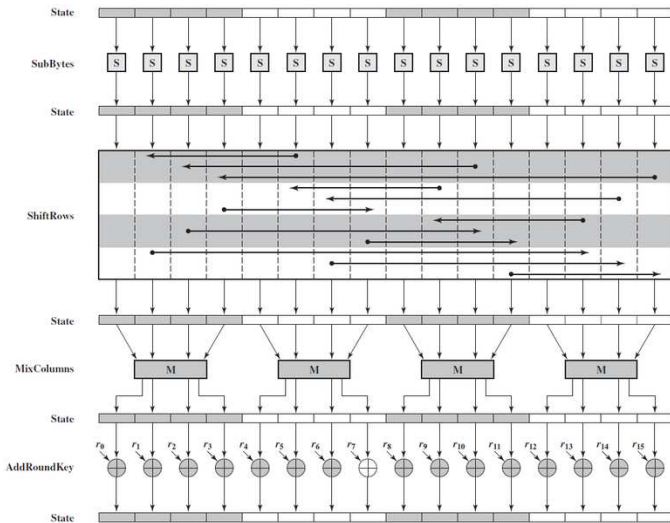 State
SubBytes S S S S S S S S S S S S S S S S
State
ShiftRows
State
MixColumns M M M M
State
r0 r1 r2 r3 r4 r5 r6 r7 r8 r9 r10 r11 r12 r13 r14 r15
AddRoundKey
State